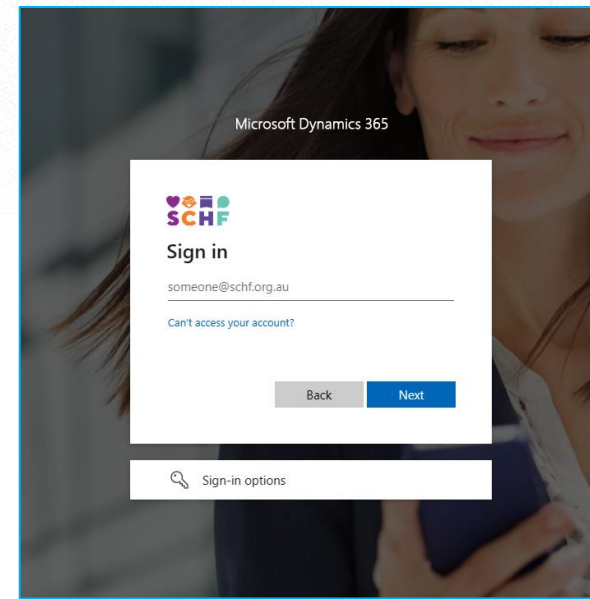 Microsoft Dynamics 365
SCHF
Sign in
someone@schf.org.au
Can't access your account?
Back
Next
Sign-in options